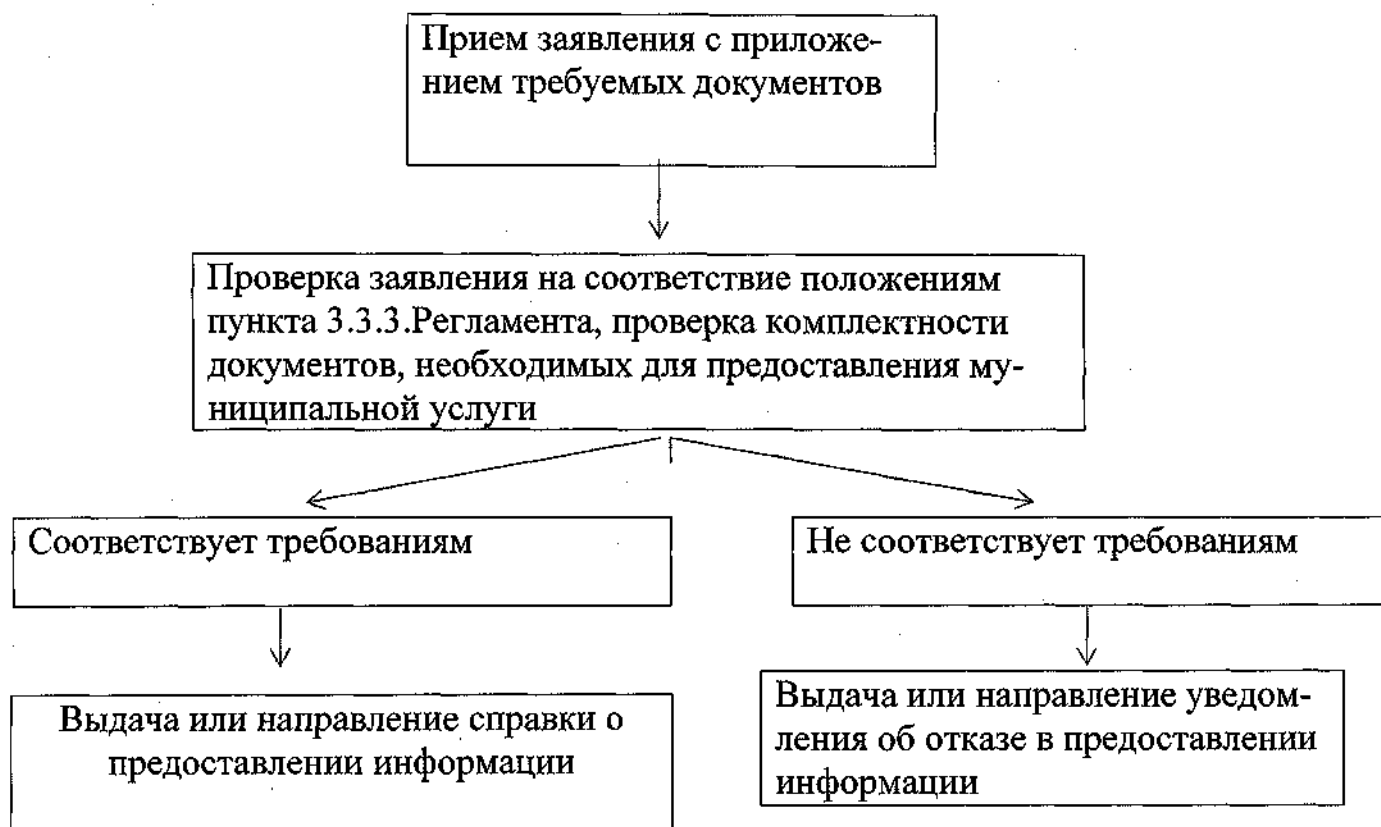 Прием заявления с приложе-
нием требуемых документов
Проверка заявления на соответствие положениям
пункта 3.3.3.Регламента, проверка комплектности
документов, необходимых для предоставления му-
ниципальной услуги
Соответствует требованиям
Не соответствует требованиям
Выдача или направление справки о
предоставлении информации
Выдача или направление уведом-
ления об отказе в предоставлении
информации